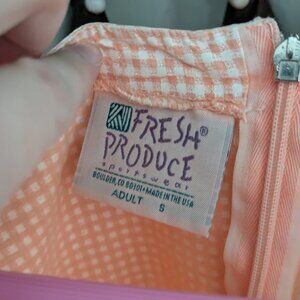 FRESH®
PRODUCE
sportswear
BOULDER, CO 80301 • MADE IN THE USA
ADULT S